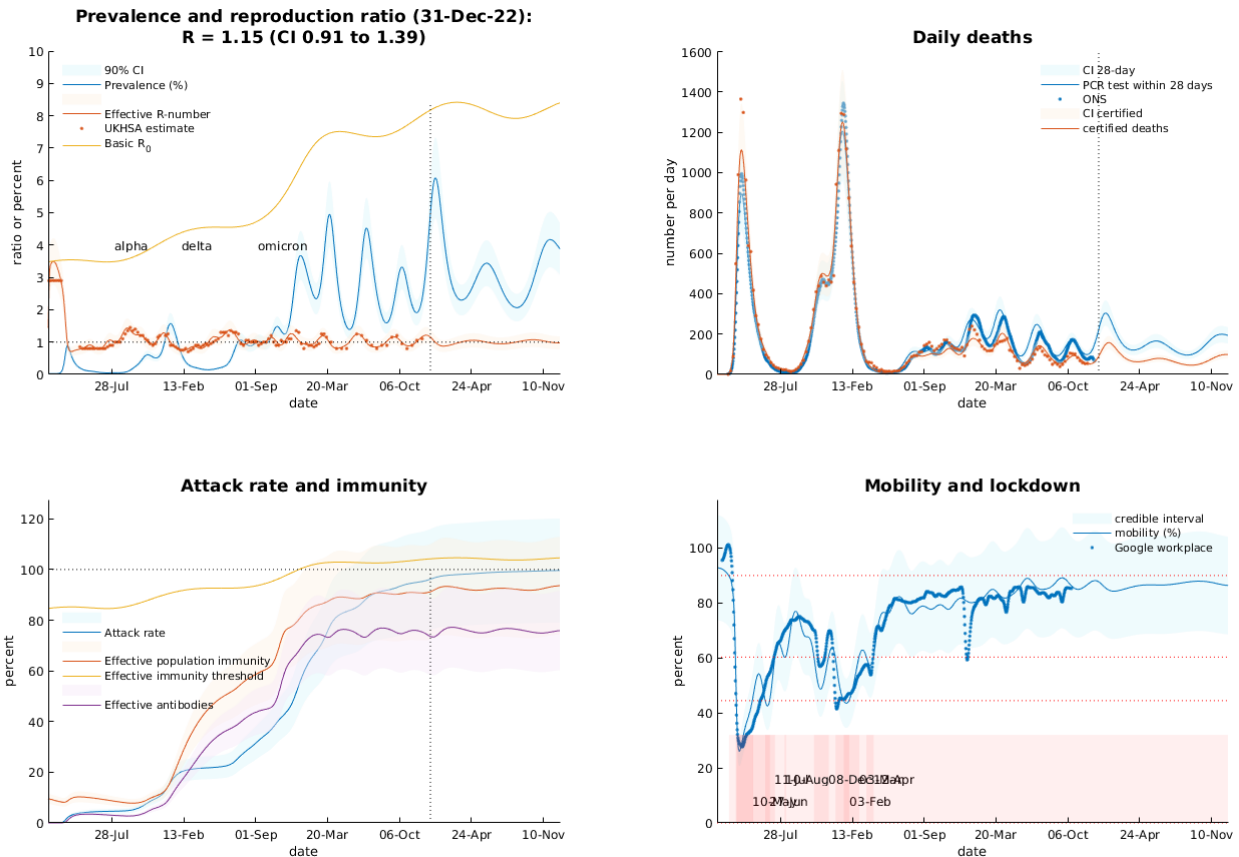 Prevalence and reproduction ratio (31-Dec-22):
R = 1.15 (CI 0.91 to 1.39)
10
9
8
7
6
5
4
3
2
1
0
ratio or percent
90% CI
Prevalence (%)
Effective R-number
UKHSA estimate
Basic R0
alpha
delta
omicron
28-Jul
13-Feb
01-Sep
20-Mar
06-Oct
24-Apr
10-Nov
date
Daily deaths
1600
1400
1200
1000
800
600
400
200
0
number per day
CI 28-day
PCR test within 28 days
ONS
CI certified
certified deaths
28-Jul
13-Feb
01-Sep
20-Mar
06-Oct
24-Apr
10-Nov
date
Attack rate and immunity
120
100
80
60
40
20
0
percent
Attack rate
Effective population immunity
Effective immunity threshold
Effective antibodies
28-Jul
13-Feb
01-Sep
20-Mar
06-Oct
24-Apr
10-Nov
date
Mobility and lockdown
100
80
60
40
20
0
percent
credible interval
mobility (%)
Google workplace
08-Dec
03-Feb
28-Jul
13-Feb
01-Sep
20-Mar
06-Oct
24-Apr
10-Nov
date